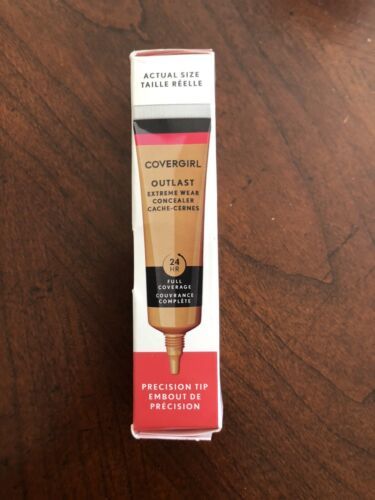 ACTUAL SIZE
TAILLE RÉELLE
COVERGIRL
OUTLAST
EXTREME WEAR
CONCEALER
CACHE-CERNES
24
HR
FULL
COVERAGE
COUVRANCE
COMPLÈTE
PRECISION TIP
EMBOUT DE
PRÉCISION